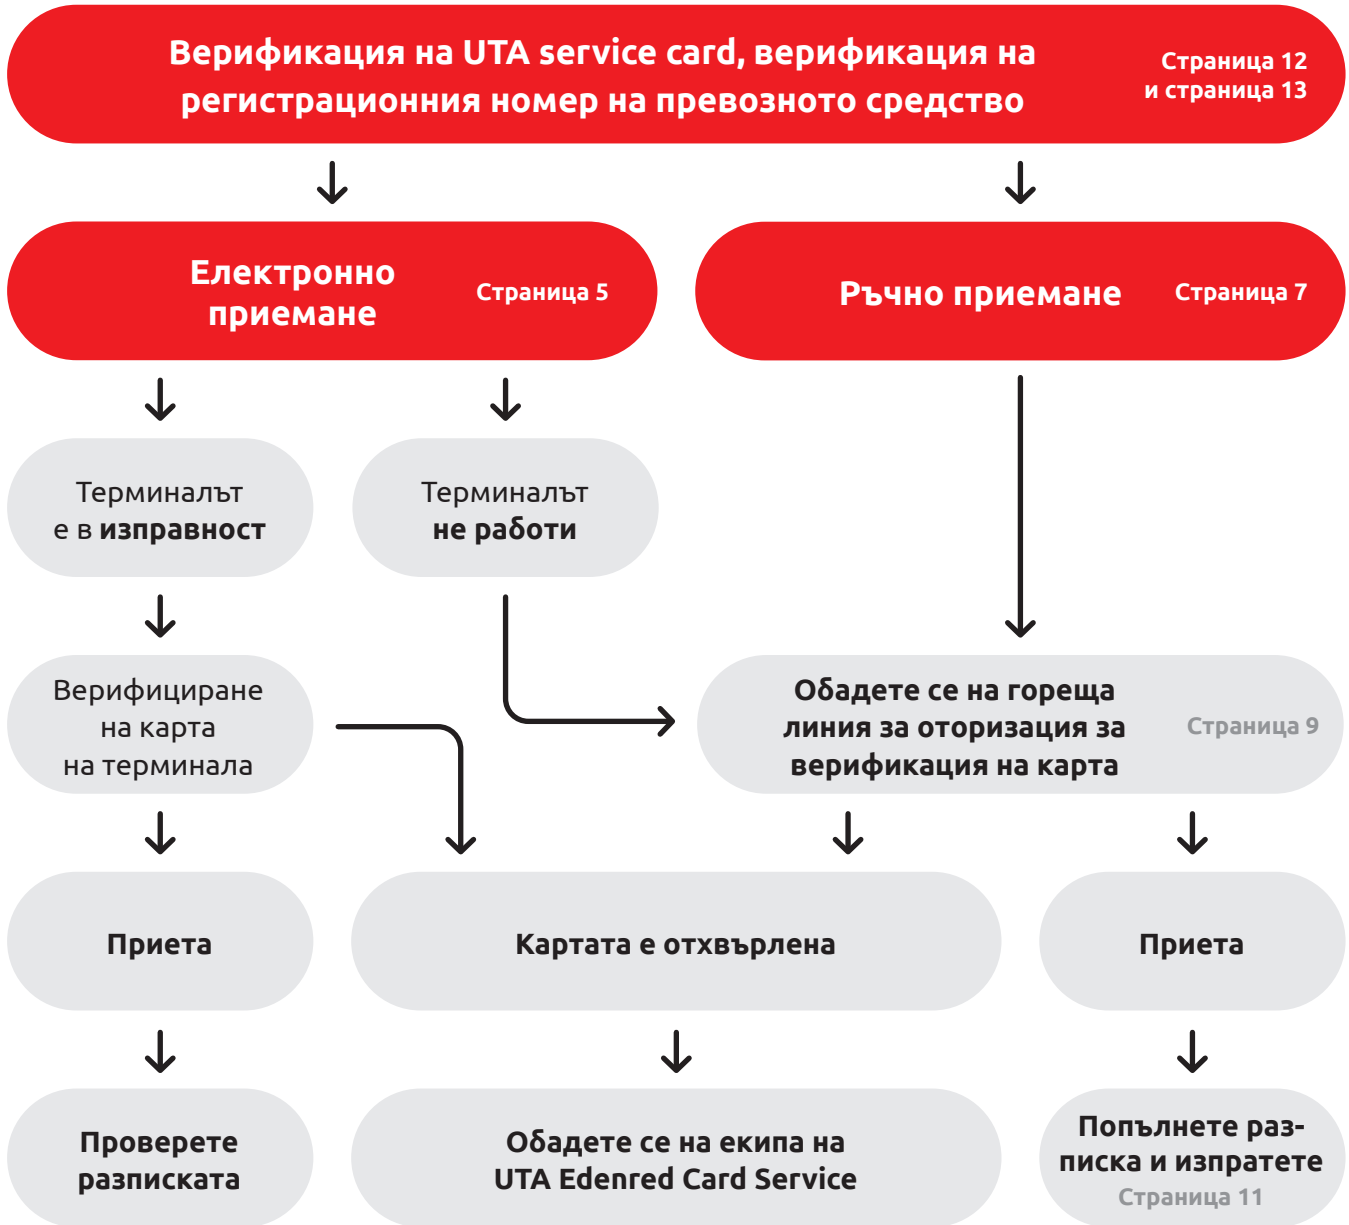 Верификация на UTA service card, верификация на
регистрационния номер на превозното средство
Страница 12
и страница 13
Електронно
приемане
Страница 5
Ръчно приемане
Страница 7
Терминалът
е в изправност
Терминалът
не работи
Верифициране
на карта
на терминала
Обадете се на гореща
линия за оторизация за
верификация на карта
Страница 9
Приета
Картата е отхвърлена
Приета
Проверете
разписката
Обадете се на екипа на
UTA Edenred Card Service
Попълнете раз-
писка и изпратете
Страница 11